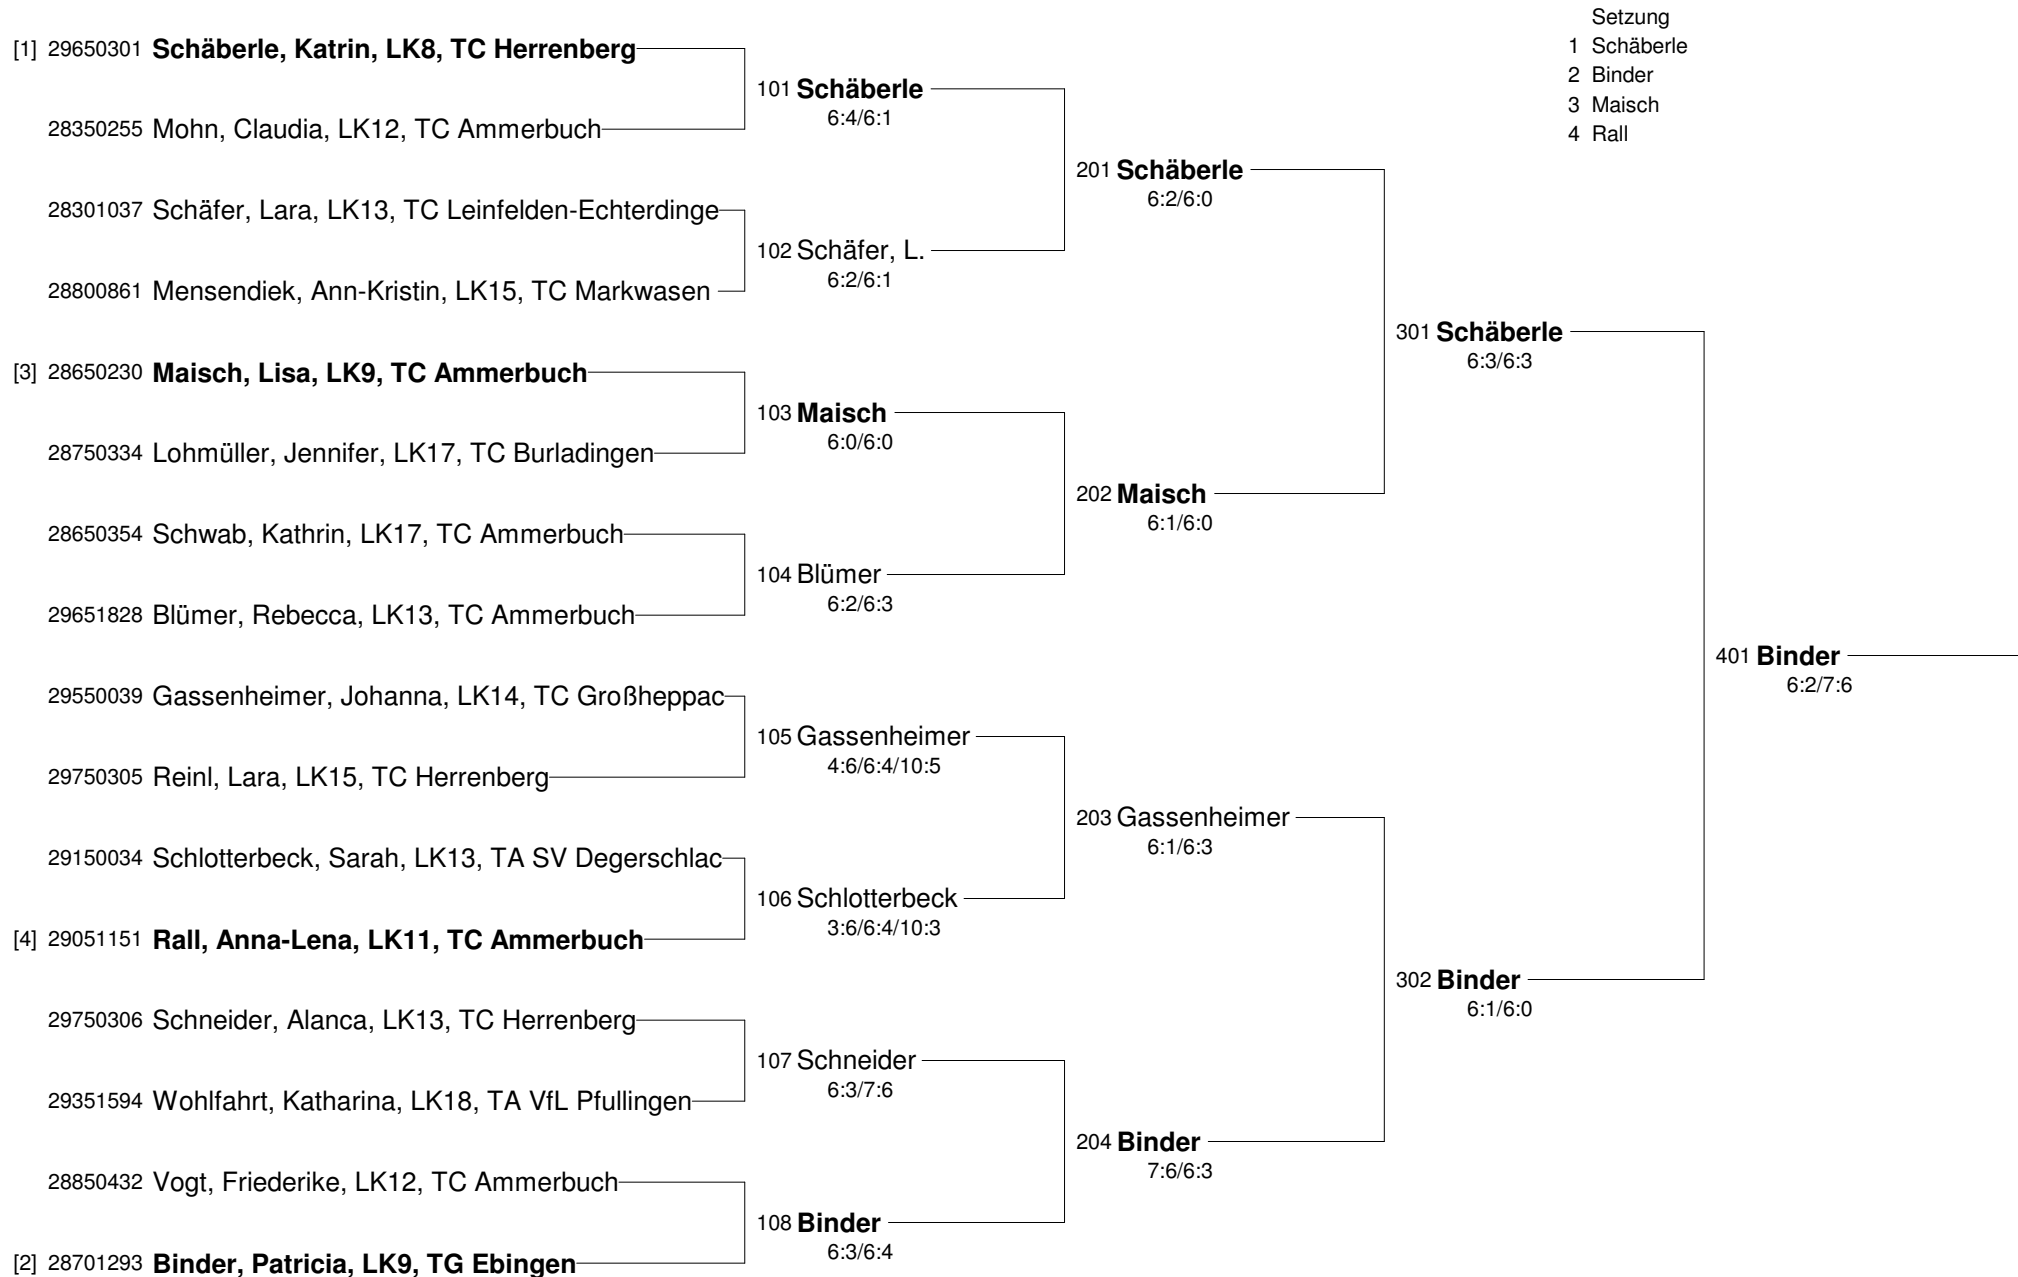 Setzung
1 Schäberle
2 Binder
3 Maisch
4 Rall
[1] 29650301 Schäberle, Katrin, LK8, TC Herrenberg
101 Schäberle
6:4/6:1
28350255 Mohn, Claudia, LK12, TC Ammerbuch
201 Schäberle
6:2/6:0
28301037 Schäfer, Lara, LK13, TC Leinfelden-Echterdinge
102 Schäfer, L.
6:2/6:1
28800861 Mensendiek, Ann-Kristin, LK15, TC Markwasen
301 Schäberle
6:3/6:3
[3] 28650230 Maisch, Lisa, LK9, TC Ammerbuch
103 Maisch
6:0/6:0
28750334 Lohmüller, Jennifer, LK17, TC Burladingen
202 Maisch
6:1/6:0
28650354 Schwab, Kathrin, LK17, TC Ammerbuch
104 Blümer
6:2/6:3
29651828 Blümer, Rebecca, LK13, TC Ammerbuch
401 Binder
6:2/7:6
29550039 Gassenheimer, Johanna, LK14, TC Großheppac
105 Gassenheimer
4:6/6:4/10:5
29750305 Reinl, Lara, LK15, TC Herrenberg
203 Gassenheimer
6:1/6:3
29150034 Schlotterbeck, Sarah, LK13, TA SV Degerschlac
106 Schlotterbeck
3:6/6:4/10:3
[4] 29051151 Rall, Anna-Lena, LK11, TC Ammerbuch
302 Binder
6:1/6:0
29750306 Schneider, Alanca, LK13, TC Herrenberg
107 Schneider
6:3/7:6
29351594 Wohlfahrt, Katharina, LK18, TA VfL Pfullingen
204 Binder
7:6/6:3
28850432 Vogt, Friederike, LK12, TC Ammerbuch
108 Binder
6:3/6:4
[2] 28701293 Binder, Patricia, LK9, TG Ebingen